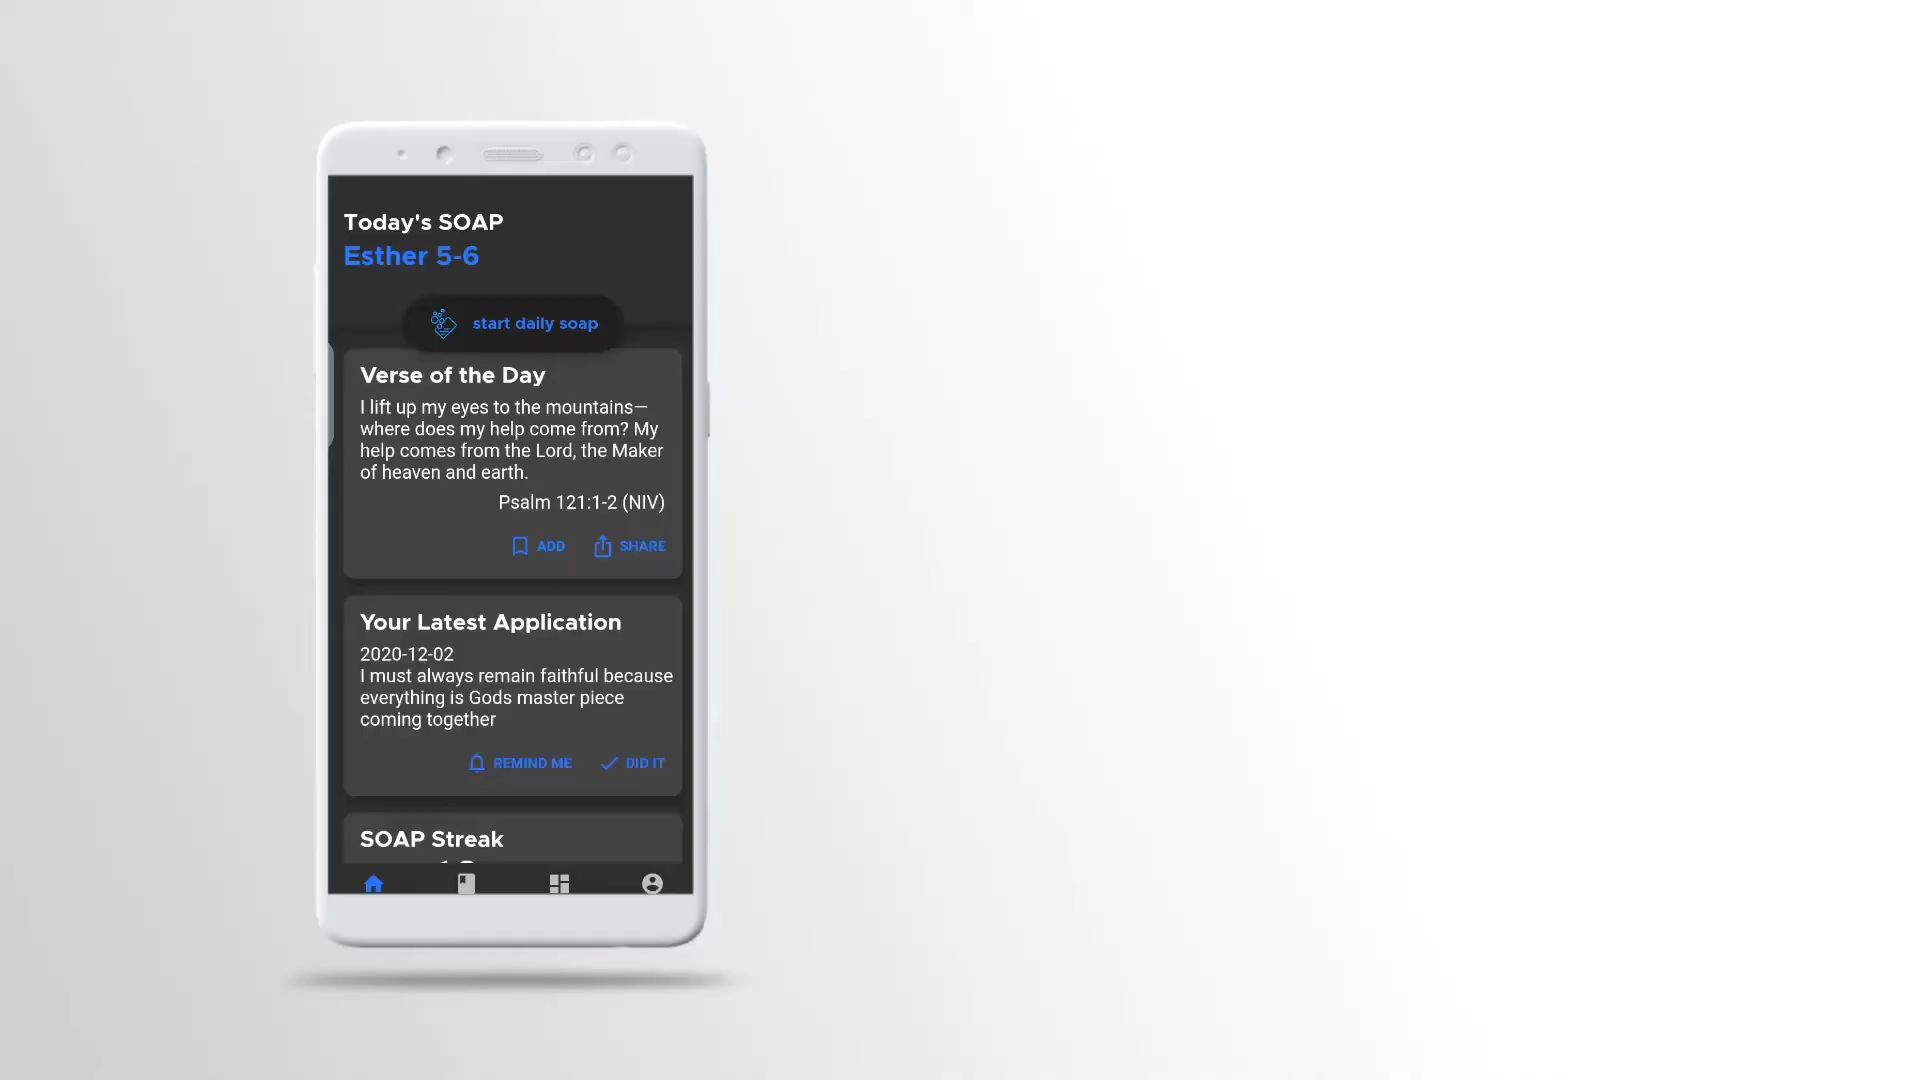 Today's SOAP
Esther 5-6
start daily soap
Verse of the Day
I lift up my eyes to the mountains—
where does my help come from? My
help comes from the Lord, the Maker
of heaven and earth.
Psalm 121:1-2 (NIV)
ADD SHARE
Your Latest Application
2020-12-02
I must always remain faithful because
everything is Gods master piece
coming together
REMIND ME DID IT
SOAP Streak